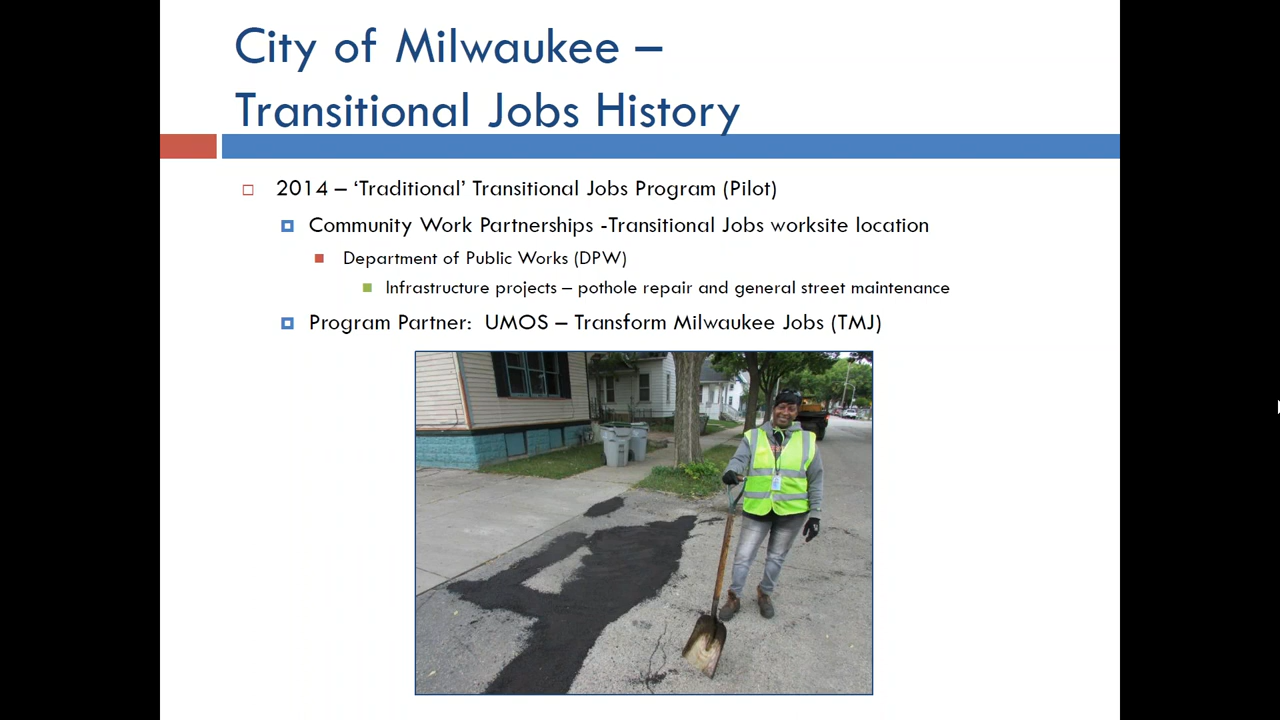 City of Milwaukee –
Transitional Jobs History
2014 – ‘Traditional’ Transitional Jobs Program (Pilot)
Community Work Partnerships -Transitional Jobs worksite location
Department of Public Works (DPW)
Infrastructure projects – pothole repair and general street maintenance
Program Partner:  UMOS – Transform Milwaukee Jobs (TMJ)